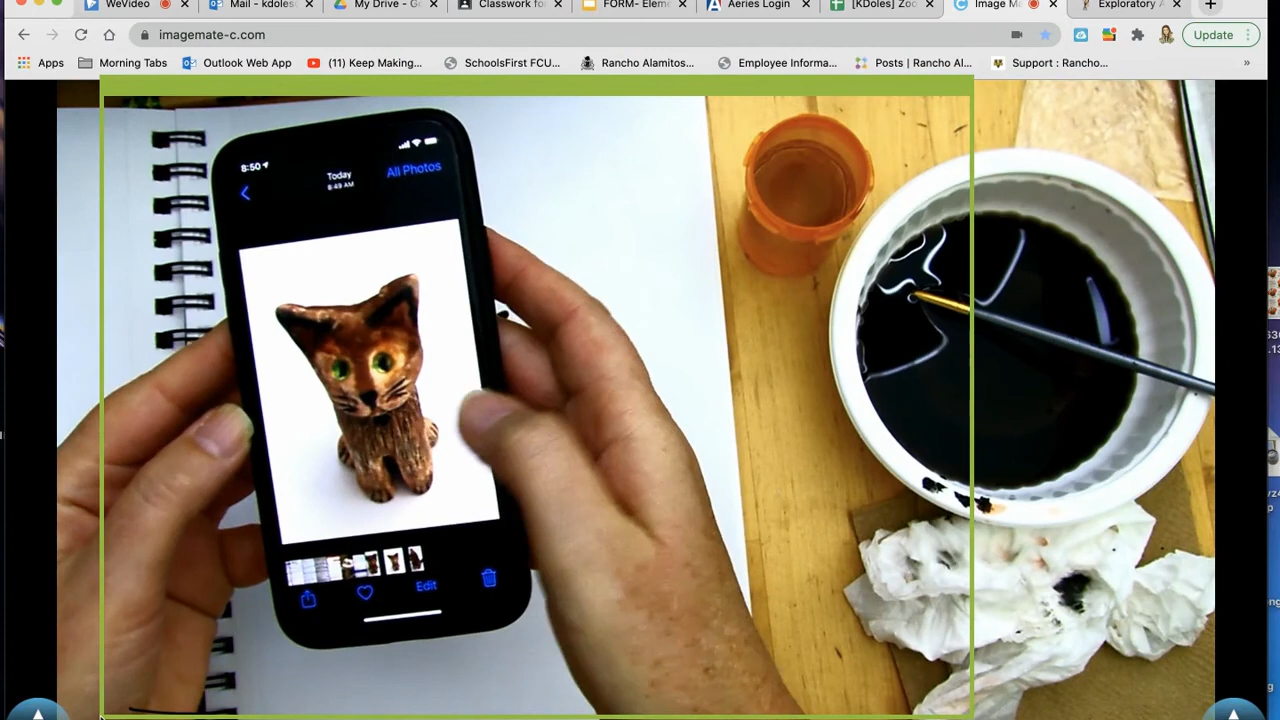 WeVideo
Mail - kdoles
My Drive - G
Classwork fo
FORM- Eleme
Aeries Login
[KDoles] Zoo
Image M
Exploratory A
imagemate-c.com
Update
Apps
Morning Tabs
Outlook Web App
(11) Keep Making...
SchoolsFirst FCU...
Rancho Alamitos...
Employee Informa...
Posts | Rancho Al...
Support : Rancho...
»
8:50
Today
8:49 AM
All Photos
Edit